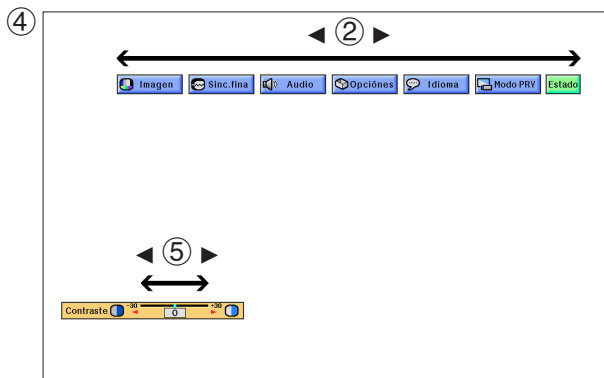 ④
◀ ② ▶
Imagen Sinc.fina Audio Opciónes Idioma Modo PRY Estado
◀ ⑤ ▶
Contraste -30 0 +30